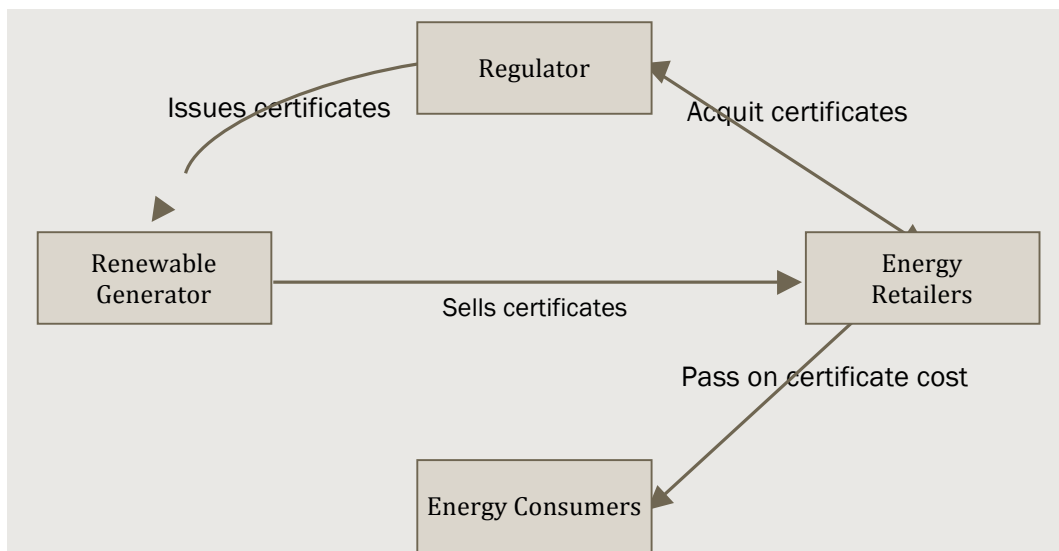 Regulator
Issues certificates
Acquit certificates
Renewable
Generator
Energy
Retailers
Sells certificates
Pass on certificate cost
Energy Consumers